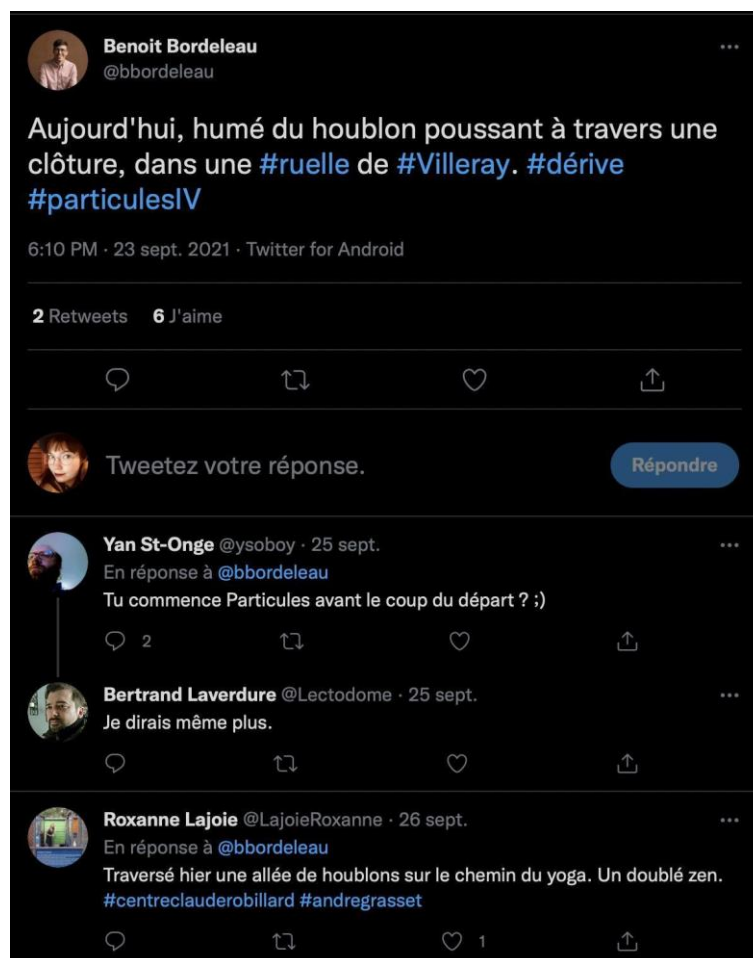 Benoit Bordeleau
@bbordeleau
Aujourd'hui, humé du houblon poussant à travers une
clôture, dans une #ruelle de #Villeray. #dérive
#particulesIV
6:10 PM · 23 sept. 2021 · Twitter for Android
2 Retweets 6 J'aime
Tweetez votre réponse.
Répondre
Yan St-Onge @ysoboy · 25 sept.
En réponse à @bbordeleau
Tu commence Particules avant le coup du départ ? ;)
2
Bertrand Laverdure @Lectodome · 25 sept.
Je dirais même plus.
Roxanne Lajoie @LajoieRoxanne · 26 sept.
En réponse à @bbordeleau
Traversé hier une allée de houblons sur le chemin du yoga. Un doublé zen.
#centreclauderobillard #andregrasset
1